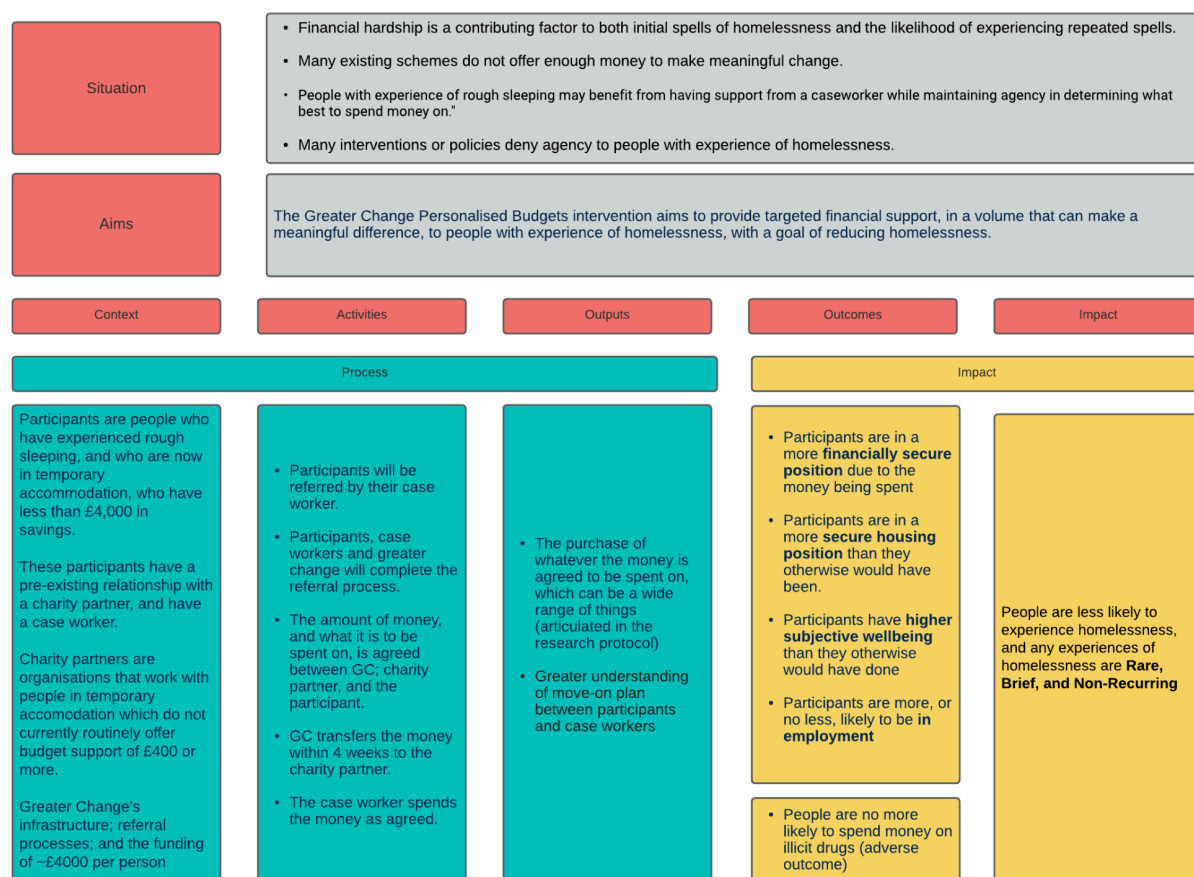 Situation
• Financial hardship is a contributing factor to both initial spells of homelessness and the likelihood of experiencing repeated spells.
• Many existing schemes do not offer enough money to make meaningful change.
• People with experience of rough sleeping may benefit from having support from a caseworker while maintaining agency in determining what
best to spend money on."
• Many interventions or policies deny agency to people with experience of homelessness.
Aims
The Greater Change Personalised Budgets intervention aims to provide targeted financial support, in a volume that can make a
meaningful difference, to people with experience of homelessness, with a goal of reducing homelessness.
Context
Activities
Outputs
Outcomes
Impact
Process
Impact
Participants are people who
have experienced rough
sleeping, and who are now
in temporary
accommodation, who have
less than £4,000 in
savings.
These participants have a
pre-existing relationship with
a charity partner, and have
a case worker.
Charity partners are
organisations that work with
people in temporary
accomodation which do not
currently routinely offer
budget support of £400 or
more.
Greater Change's
infrastructure; referral
processes; and the funding
of ~£4000 per person
• Participants will be
referred by their case
worker.
• Participants, case
workers and greater
change will complete the
referral process.
• The amount of money,
and what it is to be
spent on, is agreed
between GC; charity
partner, and the
participant.
• GC transfers the money
within 4 weeks to the
charity partner.
• The case worker spends
the money as agreed.
• The purchase of
whatever the money is
agreed to be spent on,
which can be a wide
range of things
(articulated in the
research protocol)
• Greater understanding
of move-on plan
between participants
and case workers
• Participants are in a
more financially secure
position due to the
money being spent
• Participants are in a
more secure housing
position than they
otherwise would have
been.
• Participants have higher
subjective wellbeing
than they otherwise
would have done
• Participants are more, or
no less, likely to be in
employment
• People are no more
likely to spend money on
illicit drugs (adverse
outcome)
People are less likely to
experience homelessness,
and any experiences of
homelessness are Rare,
Brief, and Non-Recurring